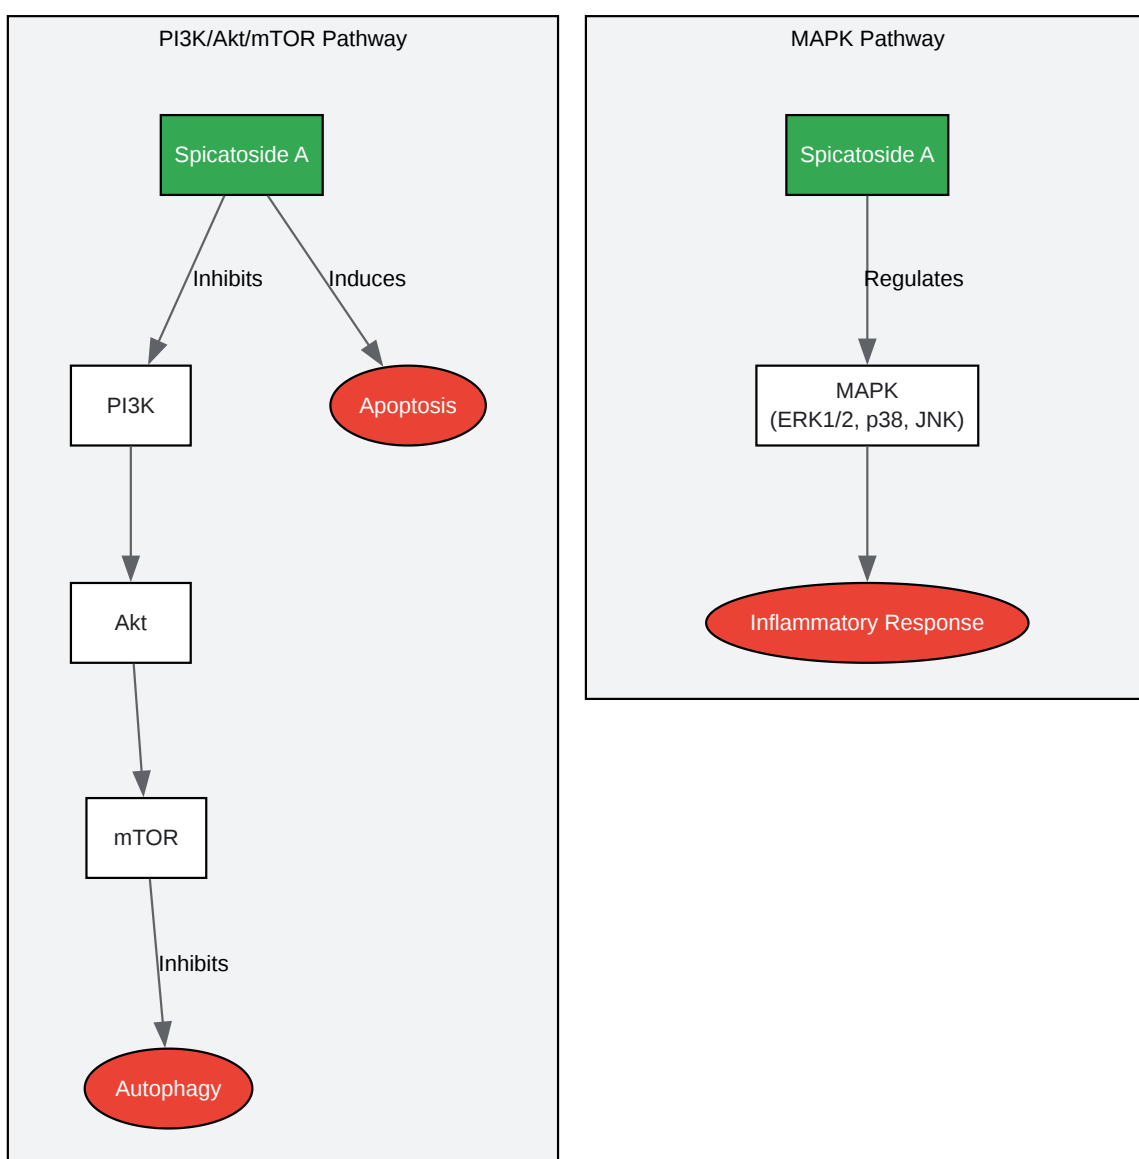 PI3K/Akt/mTOR Pathway
Spicatoside A
Inhibits
Induces
PI3K
Apoptosis
Akt
mTOR
Inhibits
Autophagy
MAPK Pathway
Spicatoside A
Regulates
MAPK
(ERK1/2, p38, JNK)
Inflammatory Response